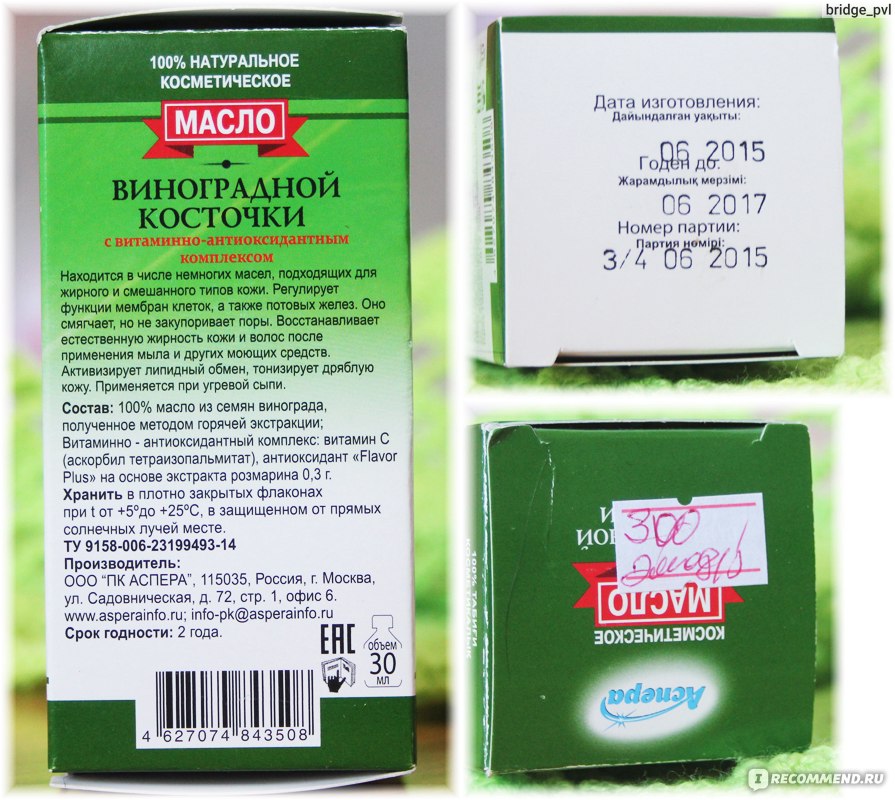 bridge_pvl
100% НАТУРАЛЬНОЕ
КОСМЕТИЧЕСКОЕ
МАСЛО
ВИНОГРАДНОЙ
КОСТОЧКИ
с витаминно-антиоксидантным
комплексом
Находится в числе немногих масел, подходящих для
жирного и смешанного типов кожи. Регулирует
функции мембран клеток, а также потовых желез. Оно
смягчает, но не закупоривает поры. Восстанавливает
естественную жирность кожи и волос после
применения мыла и других моющих средств.
Активизирует липидный обмен, тонизирует дряблую
кожу. Применяется при угревой сыпи.
Состав: 100% масло из семян винограда,
полученное методом горячей экстракции;
Витаминно - антиоксидантный комплекс: витамин С
(аскорбил тетраизопальмитат), антиоксидант «Flavor
Plus» на основе экстракта розмарина 0,3 г.
Хранить в плотно закрытых флаконах
при t от +5ºдо +25ºС, в защищенном от прямых
солнечных лучей месте.
ТУ 9158-006-23199493-14
Производитель:
ООО "ПК АСПЕРА", 115035, Россия, г. Москва,
ул. Садовническая, д. 72, стр. 1, офис 6.
www.asperainfo.ru; info-pk@asperainfo.ru
Срок годности: 2 года.
ЕАС
объем
30
мл
4 627074 843508
Дата изготовления:
Дайындалған уақыты:
06 2015
Годен до:
Жарамдылық мерзімі:
06 2017
Номер партии:
Партия нөмірі:
3/4 06 2015
300
100% ТАБИҒИ
МАСЛО
КОСМЕТИЧЕСКОЕ
Аспера
IRECOMMEND.RU